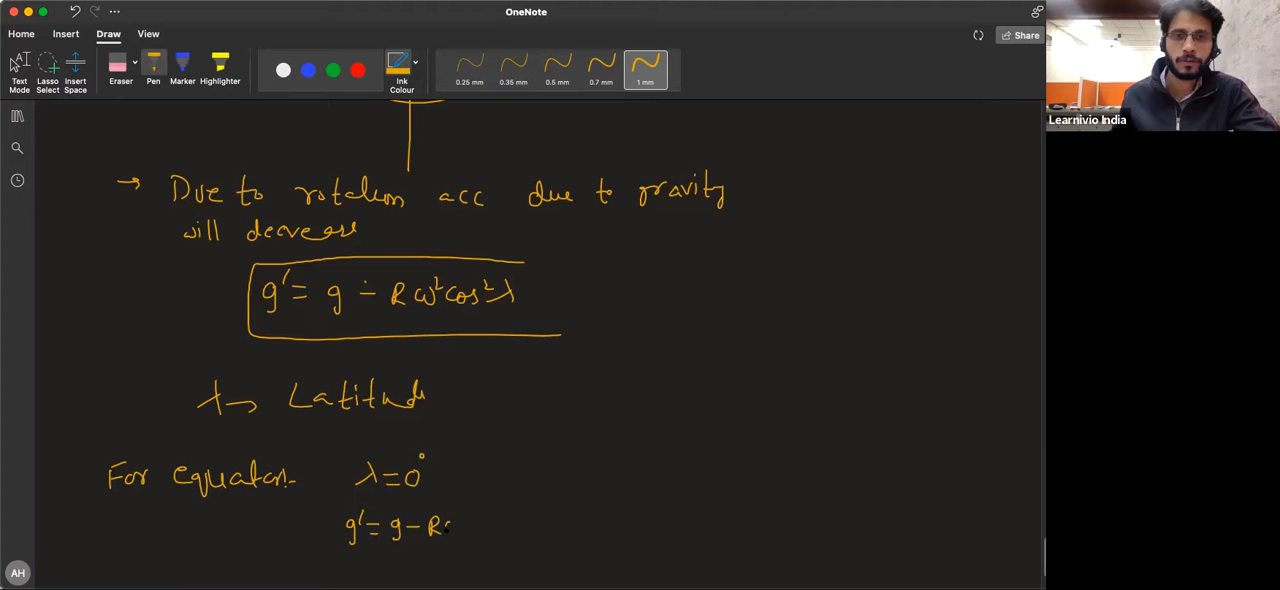 OneNote
Home Insert Draw View
Share
Text Mode
Lasso Select
Insert Space
Eraser
Pen
Marker
Highlighter
Ink Colour
0.25 mm
0.35 mm
0.5 mm
0.7 mm
1 mm
Learnivio India
→ Due to rotation acc due to gravity
will decrease
g' = g - Rω²cos²λ
λ → Latitude
For equator:- λ = 0°
g' = g - R
AH